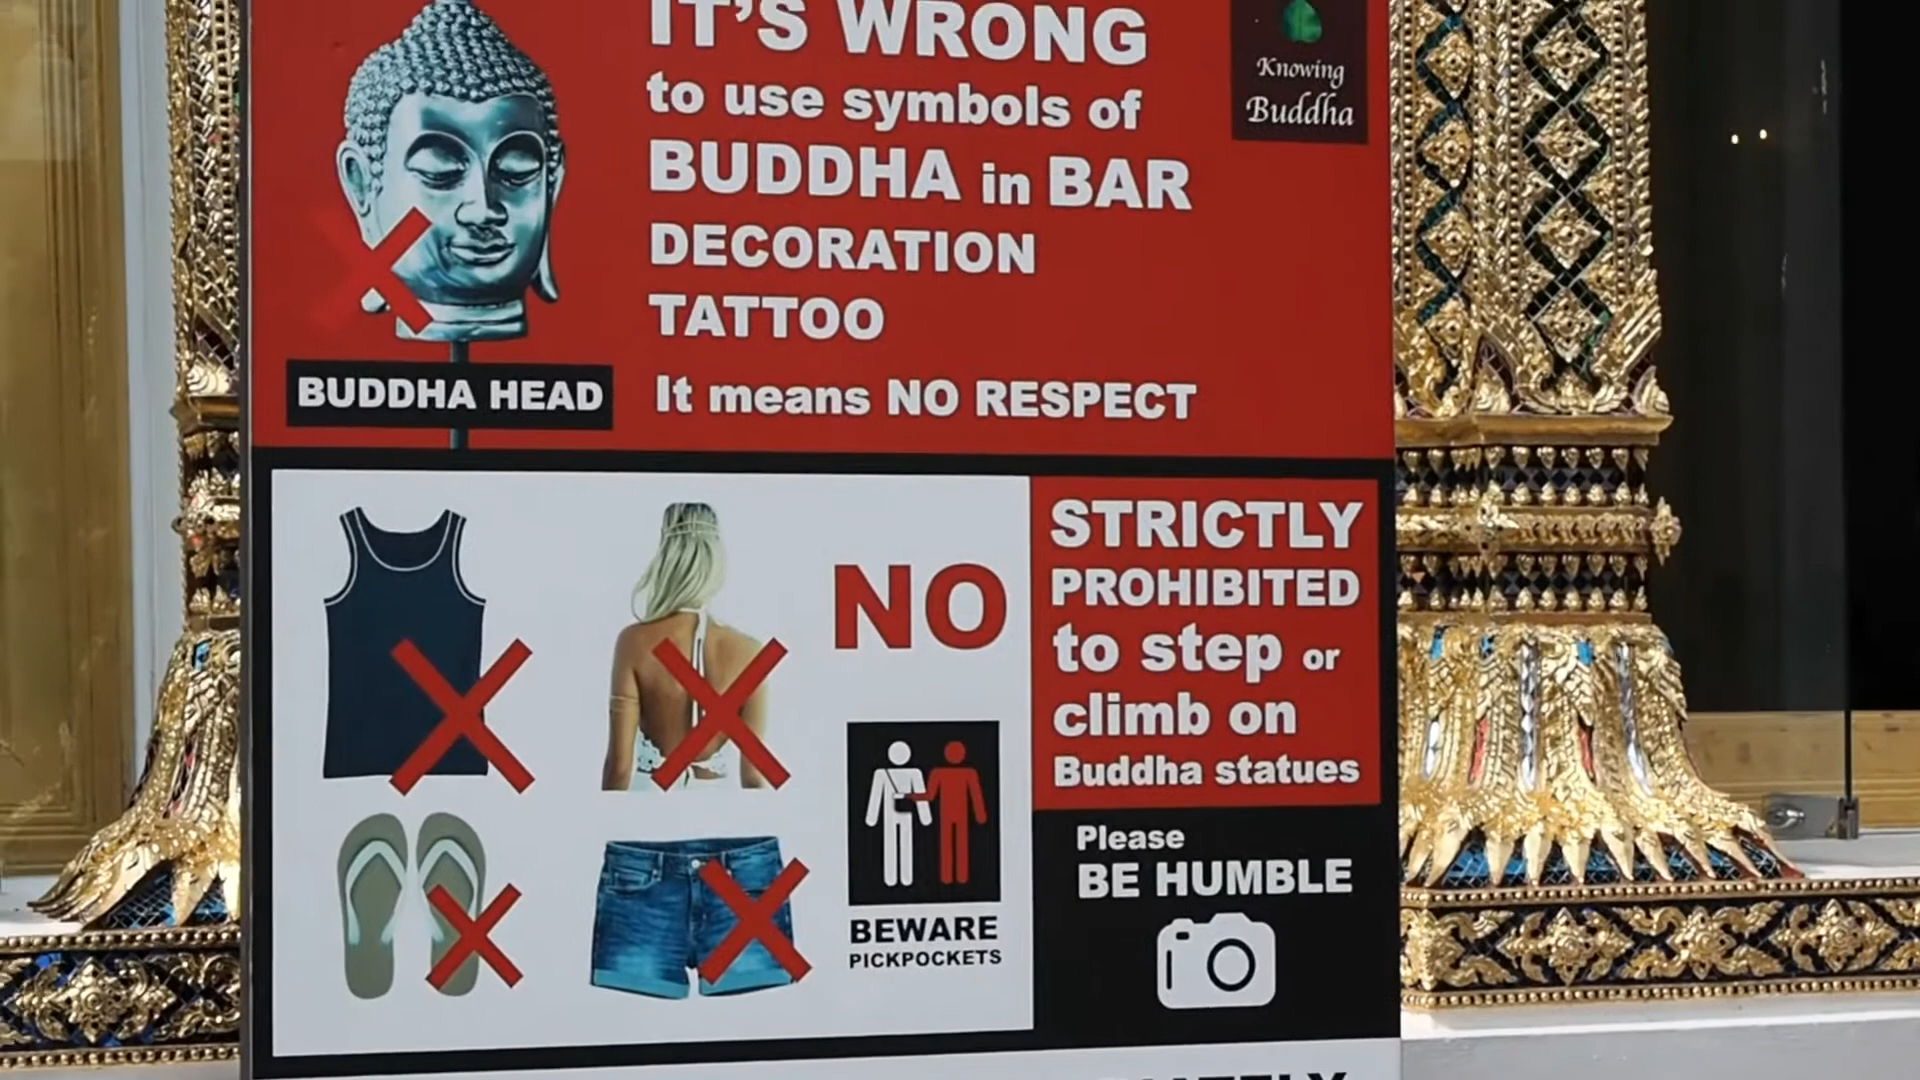 IT'S WRONG
to use symbols of
BUDDHA in BAR
DECORATION
TATTOO
It means NO RESPECT
Knowing
Buddha
BUDDHA HEAD
NO
BEWARE
PICKPOCKETS
STRICTLY
PROHIBITED
to step or
climb on
Buddha statues
Please
BE HUMBLE